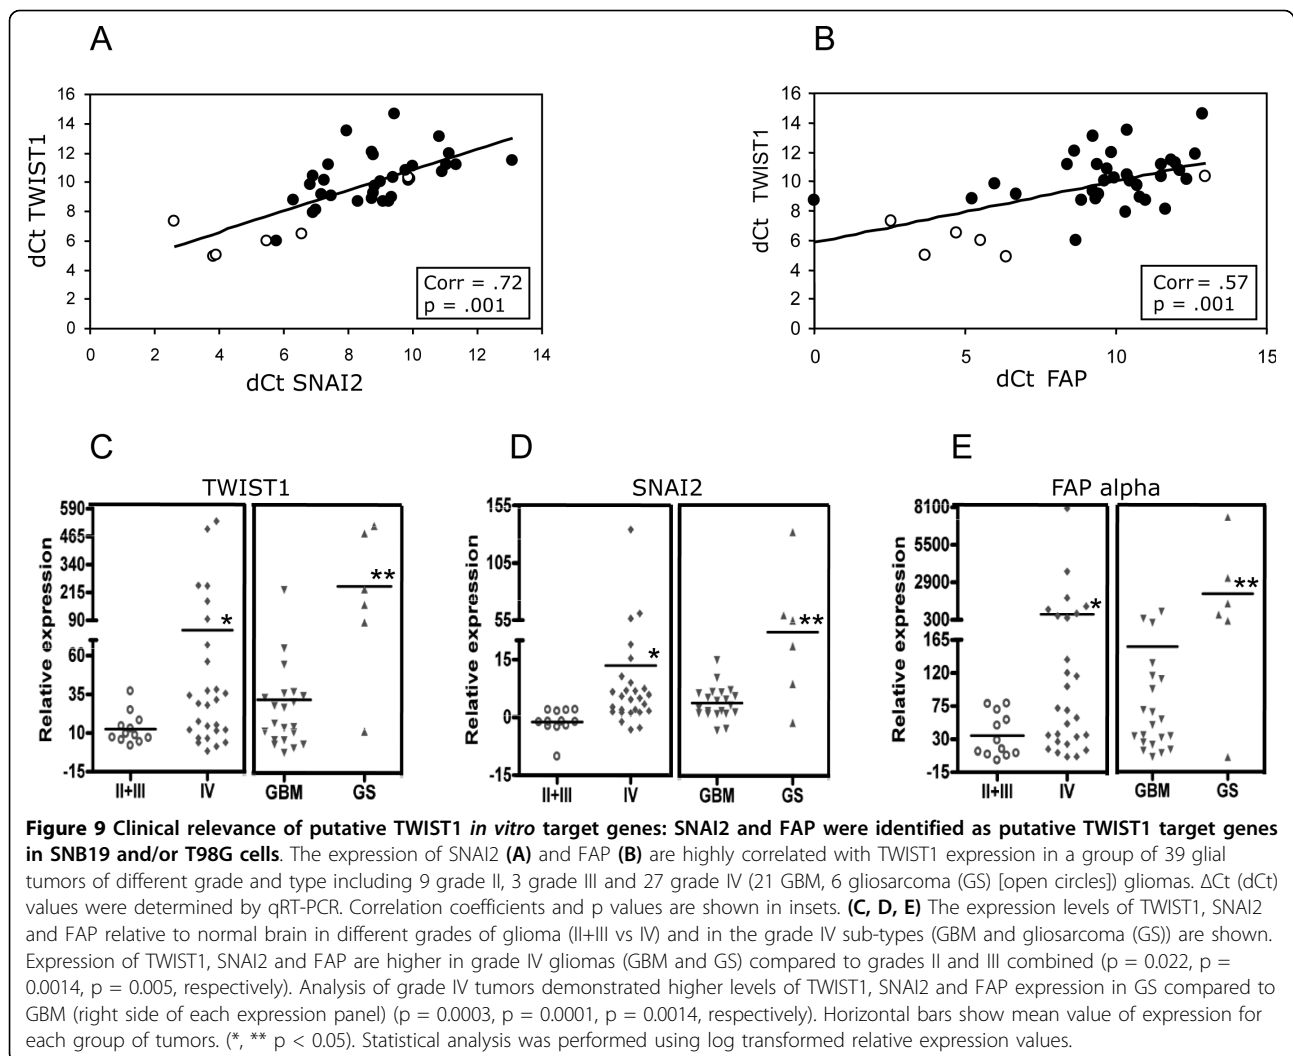 A
B
16
14
12
10
8
6
4
2
0
dCt TWIST1
Corr = .72
p = .001
0 2 4 6 8 10 12 14
dCt SNAI2
16
14
12
10
8
6
4
2
0
dCt TWIST1
Corr = .57
p = .001
0 5 10 15
dCt FAP
C
D
E
TWIST1
590
465
340
215
90
60
35
10
-15
Relative expression
*
**
II+III IV GBM GS
SNAI2
155
105
55
15
0
-15
Relative expression
*
**
II+III IV GBM GS
FAP alpha
8100
5500
2900
300
165
120
75
30
-15
Relative expression
*
**
II+III IV GBM GS
Figure 9 Clinical relevance of putative TWIST1 in vitro target genes: SNAI2 and FAP were identified as putative TWIST1 target genes
in SNB19 and/or T98G cells. The expression of SNAI2 (A) and FAP (B) are highly correlated with TWIST1 expression in a group of 39 glial
tumors of different grade and type including 9 grade II, 3 grade III and 27 grade IV (21 GBM, 6 gliosarcoma (GS) [open circles]) gliomas. ΔCt (dCt)
values were determined by qRT-PCR. Correlation coefficients and p values are shown in insets. (C, D, E) The expression levels of TWIST1, SNAI2
and FAP relative to normal brain in different grades of glioma (II+III vs IV) and in the grade IV sub-types (GBM and gliosarcoma (GS)) are shown.
Expression of TWIST1, SNAI2 and FAP are higher in grade IV gliomas (GBM and GS) compared to grades II and III combined (p = 0.022, p =
0.0014, p = 0.005, respectively). Analysis of grade IV tumors demonstrated higher levels of TWIST1, SNAI2 and FAP expression in GS compared to
GBM (right side of each expression panel) (p = 0.0003, p = 0.0001, p = 0.0014, respectively). Horizontal bars show mean value of expression for
each group of tumors. (*, ** p < 0.05). Statistical analysis was performed using log transformed relative expression values.